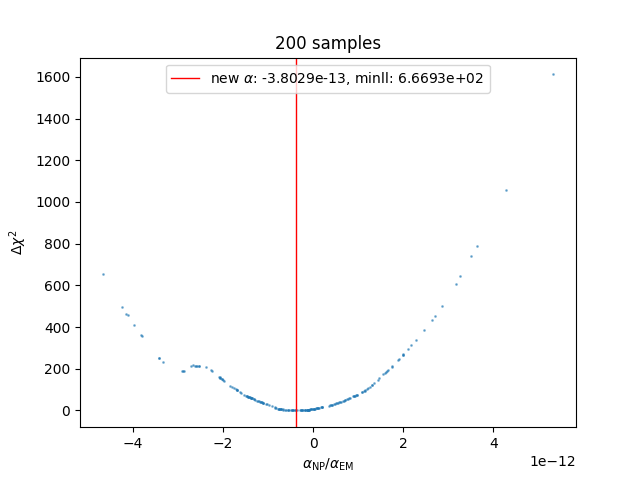 200 samples
new α: -3.8029e-13, minll: 6.6693e+02
Δχ²
1600
1400
1200
1000
800
600
400
200
0
−4 −2 0 2 4
1e−12
α_NP/α_EM